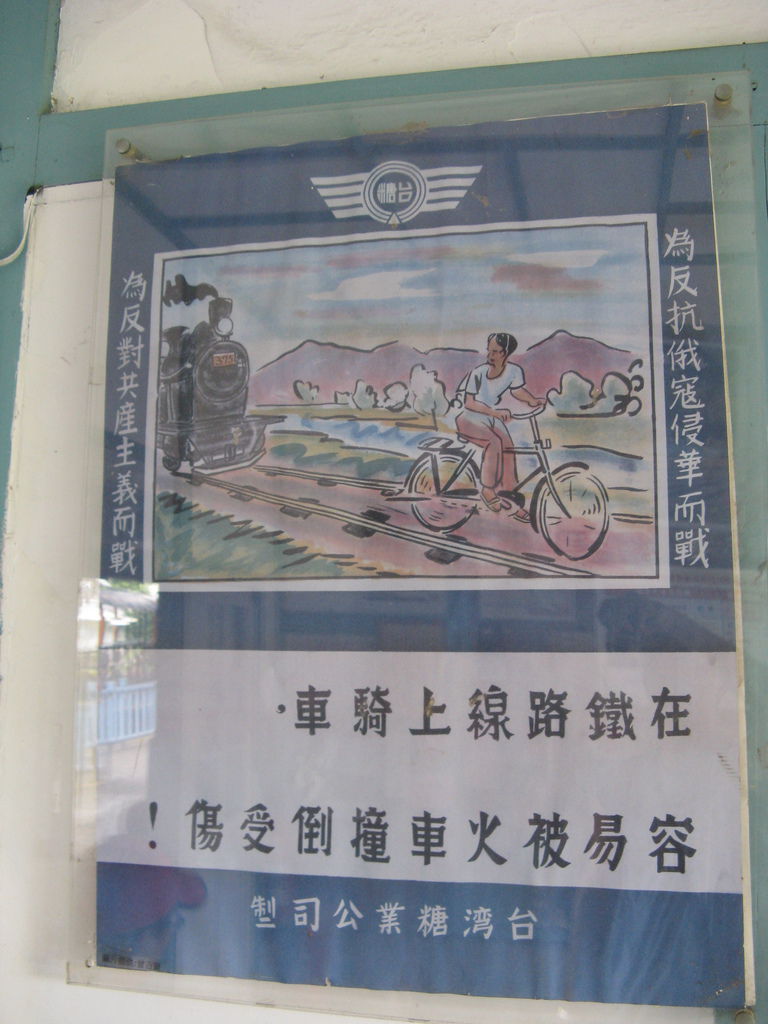 台糖
為反抗俄寇侵華而戰
為反對共產主義而戰
在鐵路線上騎車，
容易被火車撞倒受傷！
台湾糖業公司製